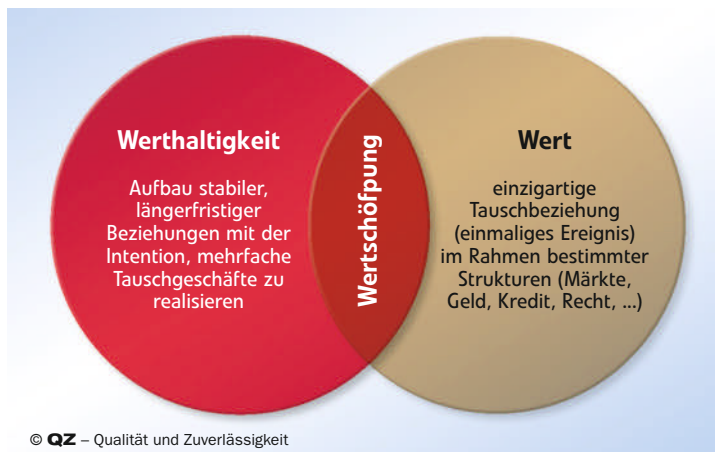 Werthaltigkeit
Aufbau stabiler,
längerfristiger
Beziehungen mit der
Intention, mehrfache
Tauschgeschäfte zu
realisieren
Wertschöfpung
Wert
einzigartige
Tauschbeziehung
(einmaliges Ereignis)
im Rahmen bestimmter
Strukturen (Märkte,
Geld, Kredit, Recht, ...)
© QZ – Qualität und Zuverlässigkeit